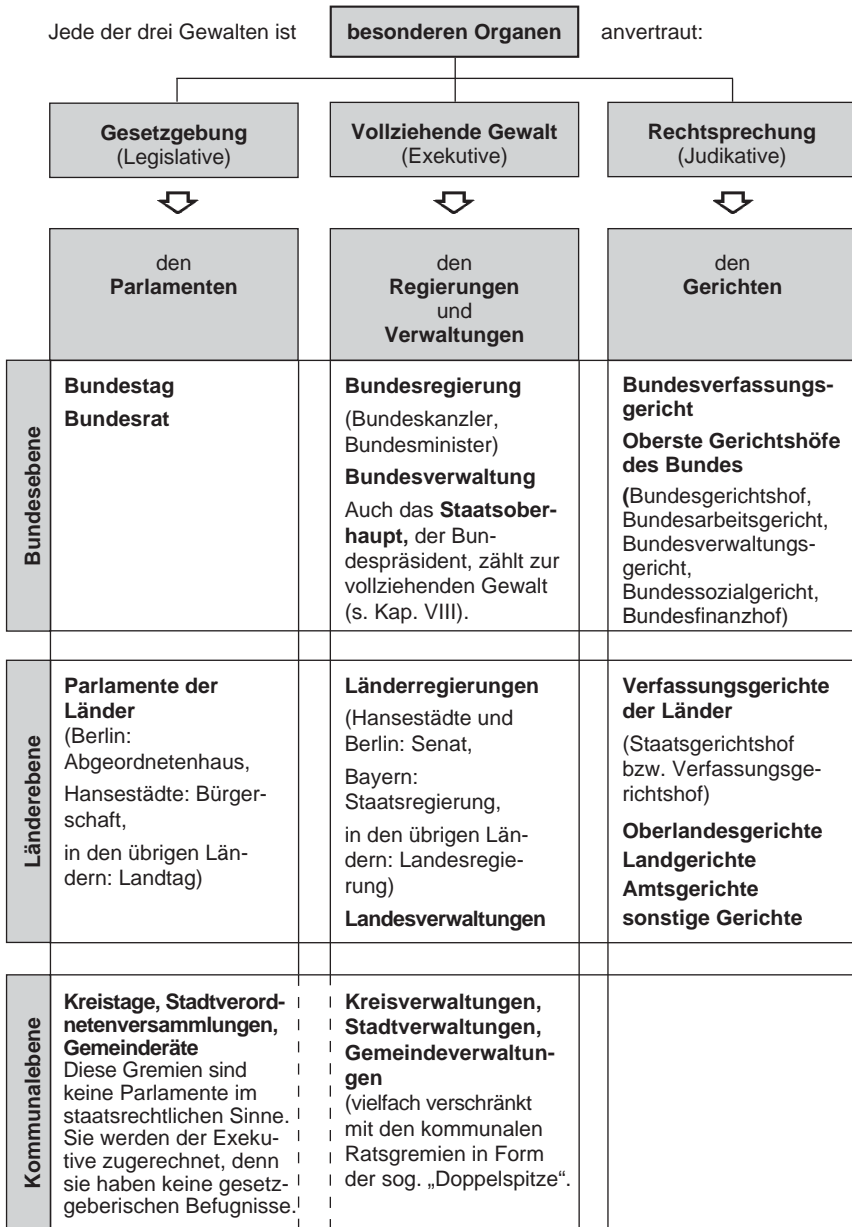 Jede der drei Gewalten ist besonderen Organen anvertraut:
Gesetzgebung
(Legislative)
Vollziehende Gewalt
(Exekutive)
Rechtsprechung
(Judikative)
den
Parlamenten
den
Regierungen
und
Verwaltungen
den
Gerichten
Bundesebene
Bundestag
Bundesrat
Bundesregierung
(Bundeskanzler,
Bundesminister)
Bundesverwaltung
Auch das Staatsober-
haupt, der Bun-
despräsident, zählt zur
vollziehenden Gewalt
(s. Kap. VIII).
Bundesverfassungs-
gericht
Oberste Gerichtshöfe
des Bundes
(Bundesgerichtshof,
Bundesarbeitsgericht,
Bundesverwaltungs-
gericht,
Bundessozialgericht,
Bundesfinanzhof)
Länderebene
Parlamente der
Länder
(Berlin:
Abgeordnetenhaus,
Hansestädte: Bürger-
schaft,
in den übrigen Län-
dern: Landtag)
Länderregierungen
(Hansestädte und
Berlin: Senat,
Bayern:
Staatsregierung,
in den übrigen Län-
dern: Landesregie-
rung)
Landesverwaltungen
Verfassungsgerichte
der Länder
(Staatsgerichtshof
bzw. Verfassungsge-
richtshof)
Oberlandesgerichte
Landgerichte
Amtsgerichte
sonstige Gerichte
Kommunalebene
Kreistage, Stadtverord-
netenversammlungen,
Gemeinderäte
Diese Gremien sind
keine Parlamente im
staatsrechtlichen Sinne.
Sie werden der Exeku-
tive zugerechnet, denn
sie haben keine gesetz-
geberischen Befugnisse.
Kreisverwaltungen,
Stadtverwaltungen,
Gemeindeverwaltun-
gen
(vielfach verschränkt
mit den kommunalen
Ratsgremien in Form
der sog. „Doppelspitze“.